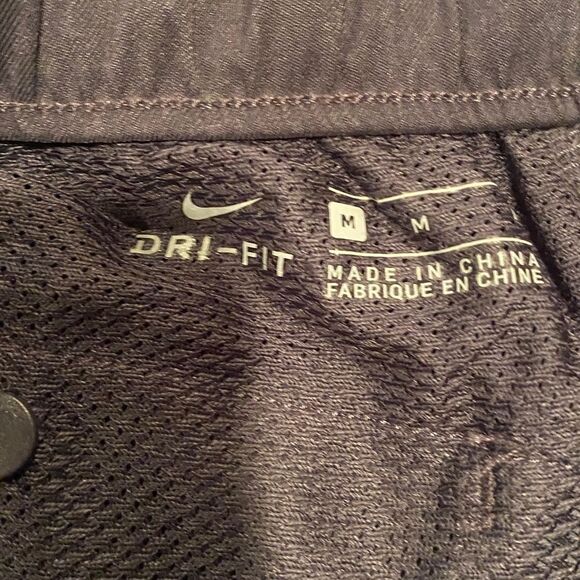 DRI-FIT
M M
MADE IN CHINA
FABRIQUE EN CHINE